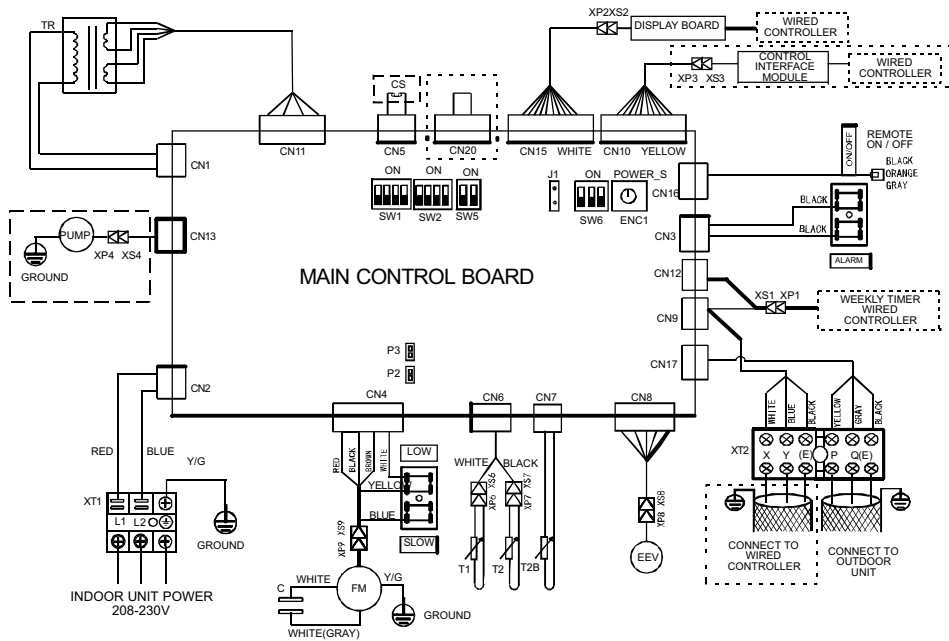 TR
XP2XS2
DISPLAY BOARD
WIRED
CONTROLLER
XP3 XS3
CONTROL
INTERFACE
MODULE
WIRED
CONTROLLER
CS
CN11
CN5
CN20
CN15 WHITE
CN10 YELLOW
REMOTE
ON / OFF
ON/OFF
BLACK
ORANGE
GRAY
CN1
CN16
ON
SW1
ON
SW2
ON
SW5
J1
ON
SW6
POWER_S
ENC1
BLACK
BLACK
CN3
ALARM
PUMP
XP4 XS4
GROUND
CN13
MAIN CONTROL BOARD
CN12
CN9
XS1 XP1
WEEKLY TIMER
WIRED
CONTROLLER
CN17
P3
P2
CN2
CN4
CN6
CN7
CN8
RED
BLUE
Y/G
XT1
L1
L2
GROUND
INDOOR UNIT POWER
208-230V
RED
BLACK
BROWN
WHITE
YELLOW
BLUE
LOW
SLOW
XP9 XS9
FM
C
WHITE
WHITE(GRAY)
Y/G
GROUND
WHITE
BLACK
XP6 XS6
XP7 XS7
T1
T2
T2B
XP8 XS8
EEV
WHITE
BLUE
BLACK
YELLOW
GRAY
BLACK
XT2
X
Y
(E)
P
Q(E)
CONNECT TO
WIRED
CONTROLLER
CONNECT TO
OUTDOOR
UNIT